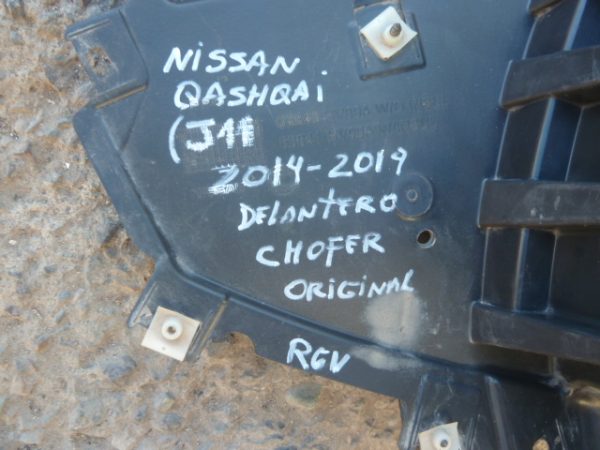 NiSSAN
QASHQAi
(J11
2014-2019
DELANTERO
CHOFER
ORIGINAL
RGV